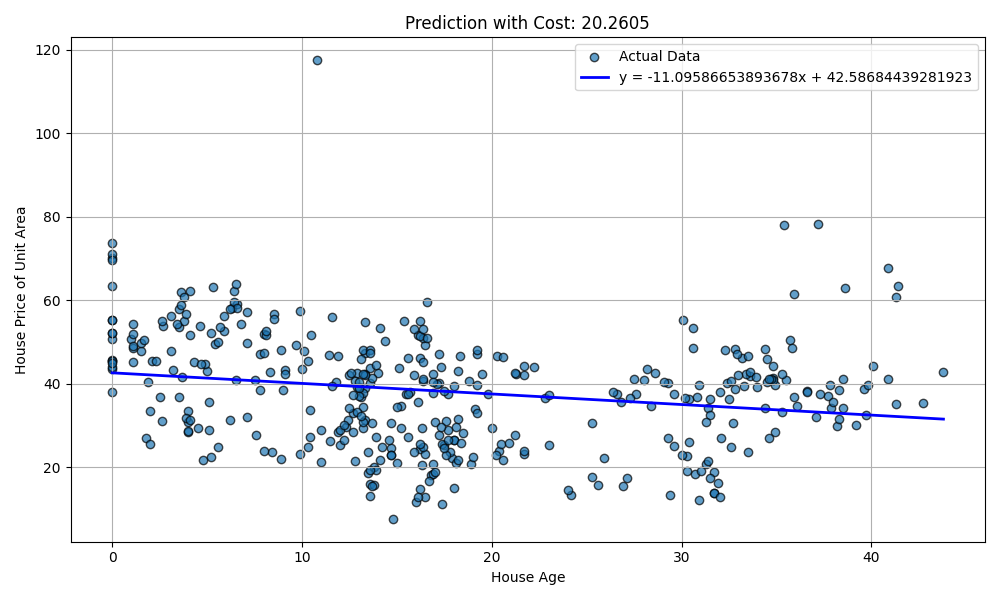 Prediction with Cost: 20.2605
120
100
80
60
40
20
House Price of Unit Area
Actual Data
y = -11.09586653893678x + 42.58684439281923
0
10
20
30
40
House Age